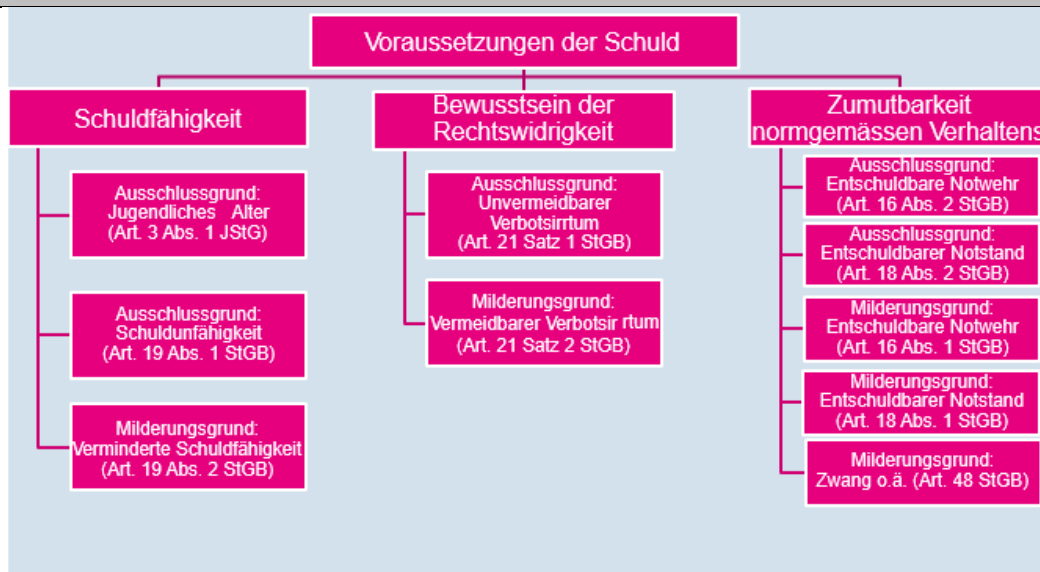 Voraussetzungen der Schuld
Schuldfähigkeit
Ausschlussgrund:
Jugendliches Alter
(Art. 3 Abs. 1 JStG)
Ausschlussgrund:
Schuldunfähigkeit
(Art. 19 Abs. 1 StGB)
Milderungsgrund:
Verminderte Schuldfähigkeit
(Art. 19 Abs. 2 StGB)
Bewusstsein der
Rechtswidrigkeit
Ausschlussgrund:
Unvermeidbarer
Verbotsirrtum
(Art. 21 Satz 1 StGB)
Milderungsgrund:
Vermeidbarer Verbotsir rtum
(Art. 21 Satz 2 StGB)
Zumutbarkeit
normgemässen Verhaltens
Ausschlussgrund:
Entschuldbare Notwehr
(Art. 16 Abs. 2 StGB)
Ausschlussgrund:
Entschuldbarer Notstand
(Art. 18 Abs. 2 StGB)
Milderungsgrund:
Entschuldbare Notwehr
(Art. 16 Abs. 1 StGB)
Milderungsgrund:
Entschuldbarer Notstand
(Art. 18 Abs. 1 StGB)
Milderungsgrund:
Zwang o.ä. (Art. 48 StGB)